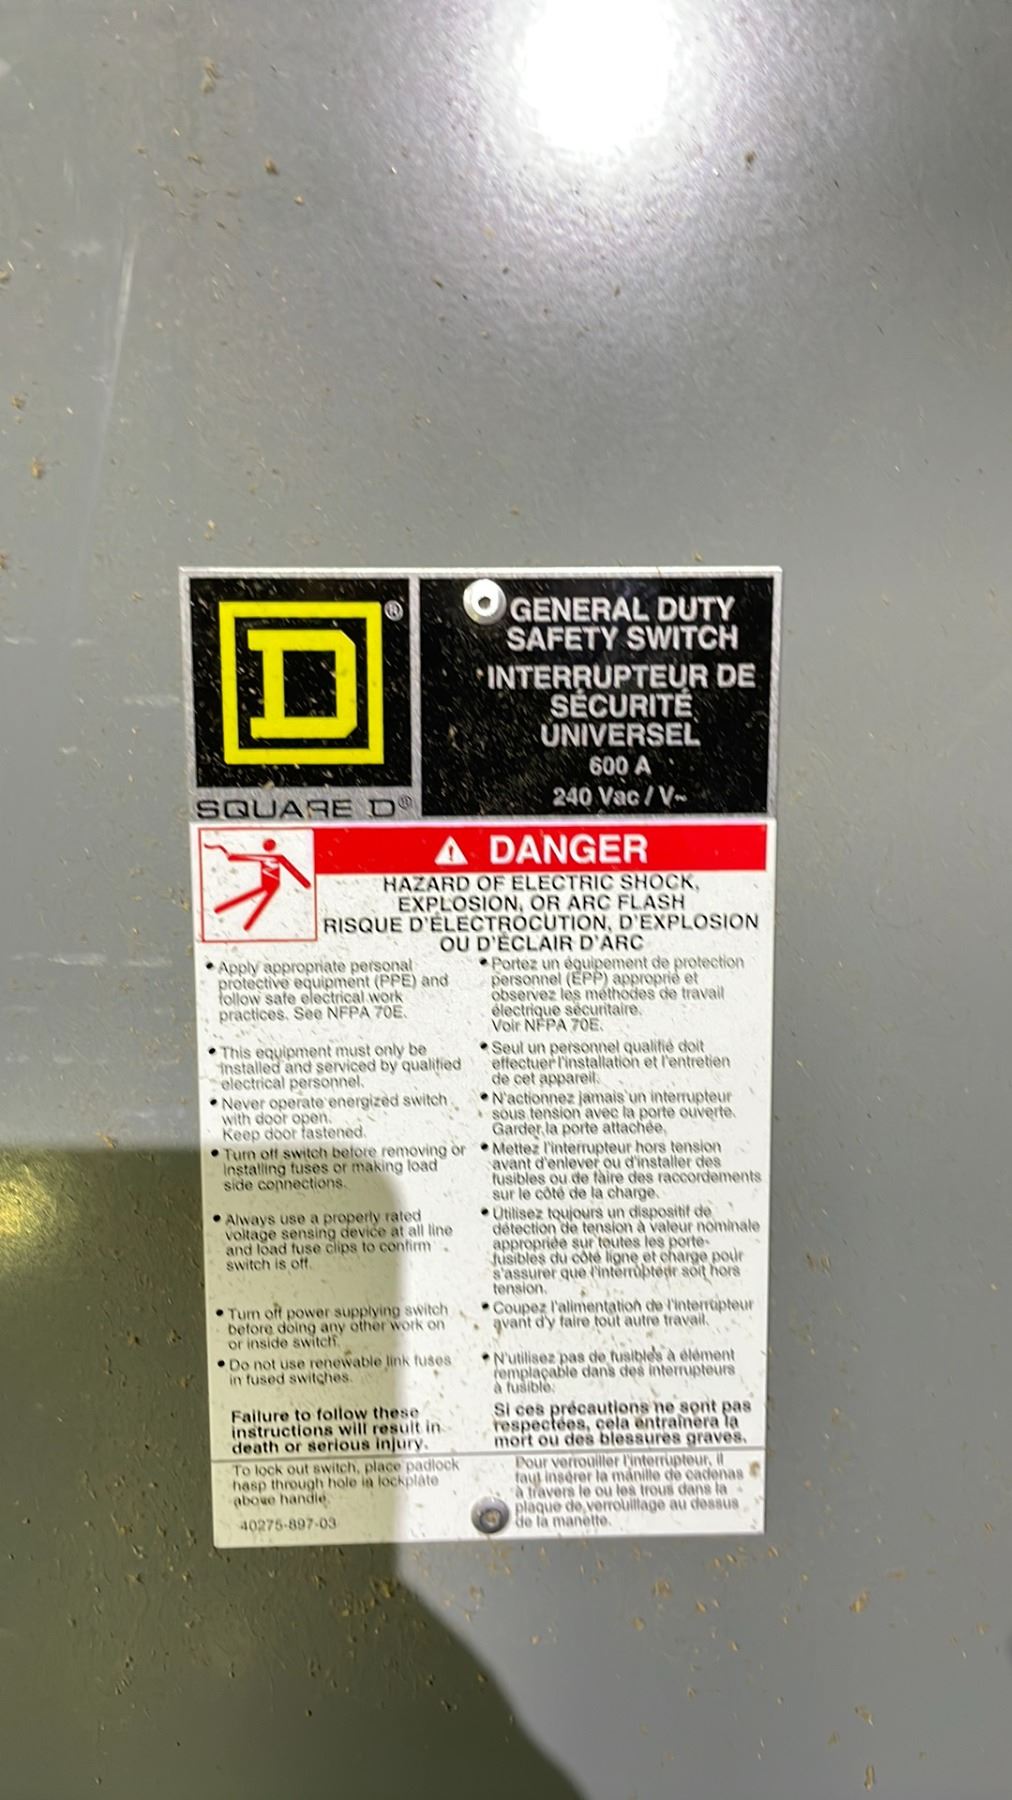 D®
SQUARE D®
GENERAL DUTY
SAFETY SWITCH
INTERRUPTEUR DE
SÉCURITÉ
UNIVERSEL
600 A
240 Vac / V~
DANGER
HAZARD OF ELECTRIC SHOCK,
EXPLOSION, OR ARC FLASH
RISQUE D'ÉLECTROCUTION, D'EXPLOSION
OU D'ÉCLAIR D'ARC
• Apply appropriate personal
protective equipment (PPE) and
follow safe electrical work
practices. See NFPA 70E.
• This equipment must only be
installed and serviced by qualified
electrical personnel.
• Never operate energized switch
with door open.
Keep door fastened.
• Turn off switch before removing or
installing fuses or making load
side connections.
• Always use a properly rated
voltage sensing device at all line
and load fuse clips to confirm
switch is off.
• Turn off power supplying switch
before doing any other work on
or inside switch.
• Do not use renewable link fuses
in fused switches.
Failure to follow these
instructions will result in
death or serious injury.
• Portez un équipement de protection
personnel (ÉPP) approprié et
observez les méthodes de travail
électrique sécuritaire.
Voir NFPA 70E.
• Seul un personnel qualifié doit
effectuer l'installation et l'entretien
de cet appareil.
• N'actionnez jamais un interrupteur
sous tension avec la porte ouverte.
Garder la porte attachée.
• Mettez l'interrupteur hors tension
avant d'enlever ou d'installer des
fusibles ou de faire des raccordements
sur le côté de la charge.
• Utilisez toujours un dispositif de
détection de tension à valeur nominale
appropriée sur toutes les porte-
fusibles du côté ligne et charge pour
s'assurer que l'interrupteur soit hors
tension.
• Coupez l'alimentation de l'interrupteur
avant d'y faire tout autre travail.
• N'utilisez pas de fusibles à élément
remplaçable dans des interrupteurs
à fusible.
Si ces précautions ne sont pas
respectées, cela entraînera la
mort ou des blessures graves.
To lock out switch, place padlock
hasp through hole in lockplate
above handle
40275-897-03
Pour verrouiller l'interrupteur, il
faut insérer la manille de cadenas
à travers le ou les trous dans la
plaque de verrouillage au dessus
de la manette.